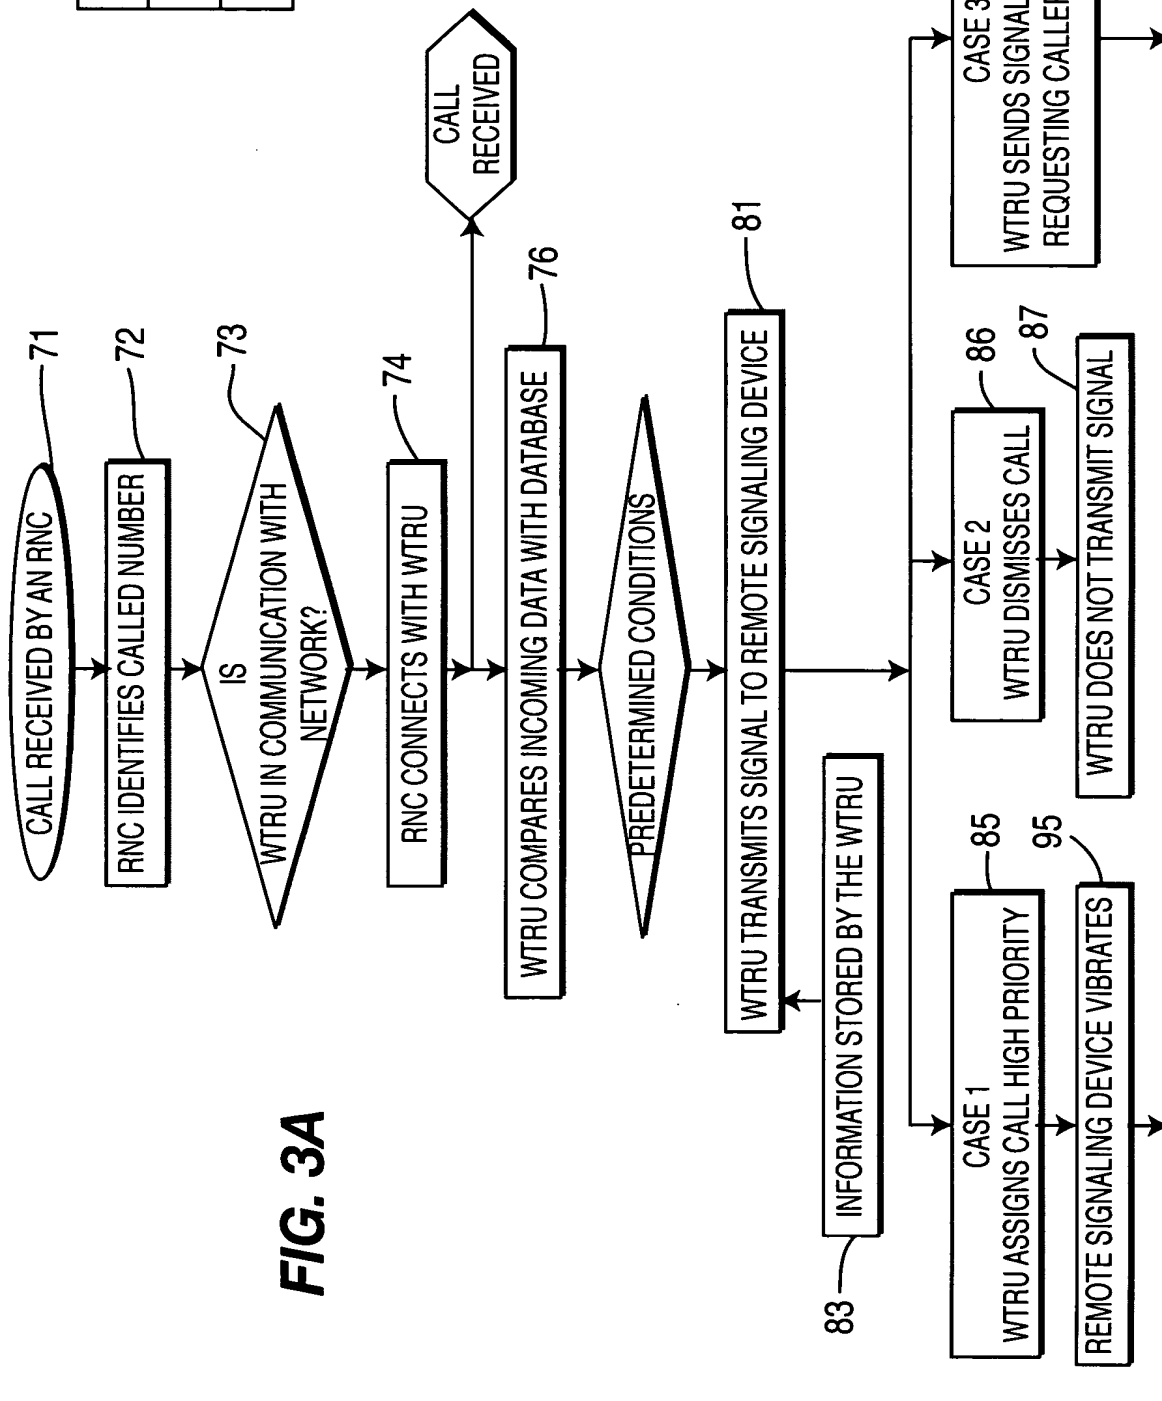 FIG. 3A
CALL RECEIVED BY AN RNC
71
RNC IDENTIFIES CALLED NUMBER
72
IS
WTRU IN COMMUNICATION WITH
NETWORK?
73
RNC CONNECTS WITH WTRU
74
CALL
RECEIVED
WTRU COMPARES INCOMING DATA WITH DATABASE
76
PREDETERMINED CONDITIONS
WTRU TRANSMITS SIGNAL TO REMOTE SIGNALING DEVICE
81
INFORMATION STORED BY THE WTRU
83
CASE 1
WTRU ASSIGNS CALL HIGH PRIORITY
85
REMOTE SIGNALING DEVICE VIBRATES
95
CASE 2
WTRU DISMISSES CALL
86
WTRU DOES NOT TRANSMIT SIGNAL
87
CASE 3
WTRU SENDS SIGNAL
REQUESTING CALLER